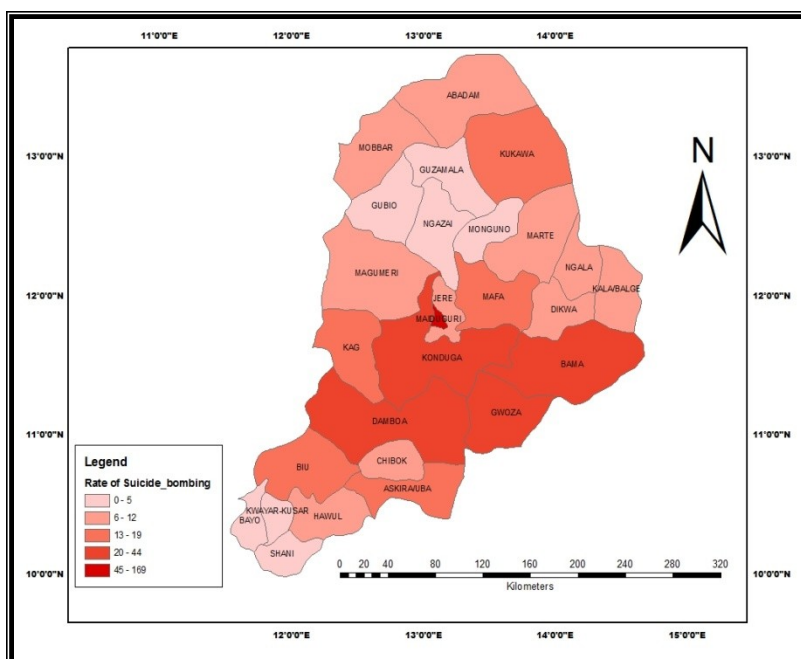 11°0'0"E 12°0'0"E 13°0'0"E 14°0'0"E
ABADAM
MOBBAR
13°0'0"N
KUKAWA
13°0'0"N
N
GUZAMALA
GUBIO
NGAZAI
MONGUNO
MARTE
NGALA
MAGUMERI
KALA/BALGE
12°0'0"N
JERE
MAFA
12°0'0"N
DIKWA
MAIDUGURI
KAG
KONDUGA
BAMA
GWOZA
DAMBOA
11°0'0"N
11°0'0"N
CHIBOK
BIU
ASKIRA/UBA
KWAYAR-KUSAR
BAYO
HAWUL
SHANI
Legend
Rate of Suicide_bombing
0 - 5
6 - 12
13 - 19
20 - 44
45 - 169
0 20 40 80 120 160 200 240 280 320
Kilometers
10°0'0"N
10°0'0"N
12°0'0"E 13°0'0"E 14°0'0"E 15°0'0"E